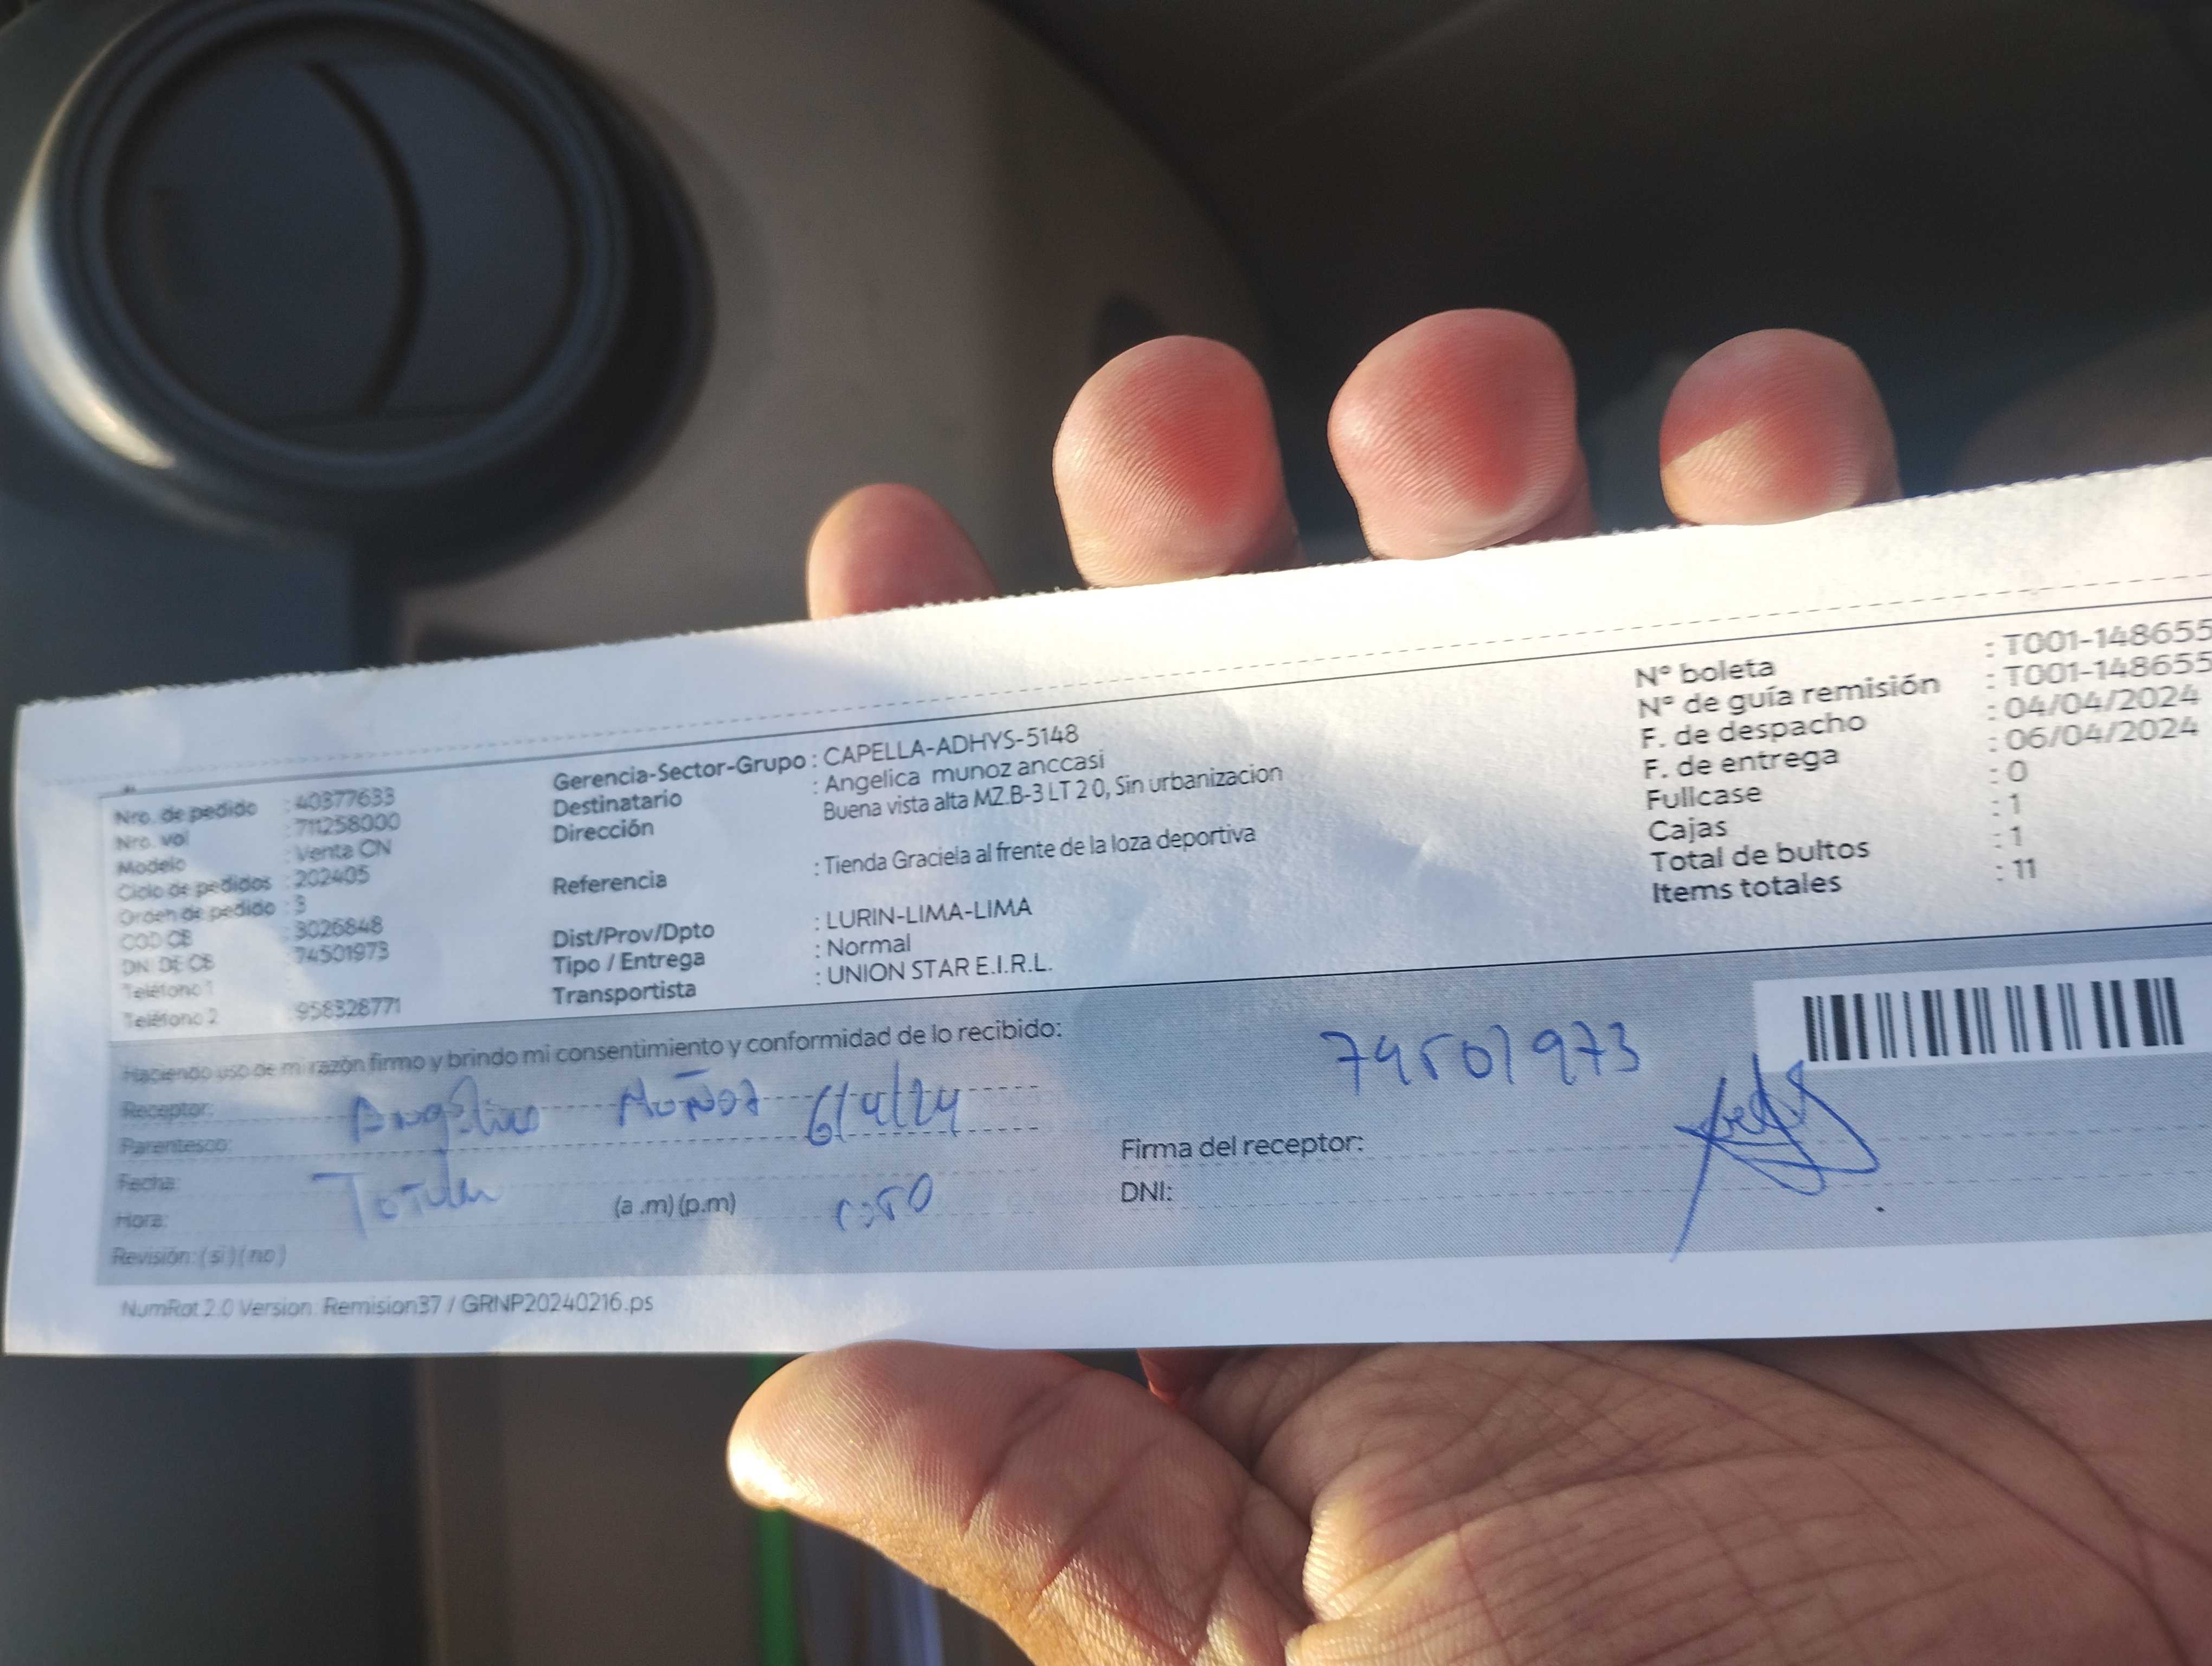 Nro. de pedido : 40377633
Nro. vol : 711258000
Modelo : Venta CN
Ciclo de pedidos : 202405
Orden de pedido : 3
COD CB : 3026848
DNI DE CB : 74501973
Teléfono 1
Teléfono 2 : 958328771
Gerencia-Sector-Grupo : CAPELLA-ADHYS-5148
Destinatario : Angelica munoz anccasi
Dirección Buena vista alta MZ.B-3 LT 2 0, Sin urbanizacion
Referencia : Tienda Graciela al frente de la loza deportiva
Dist/Prov/Dpto : LURIN-LIMA-LIMA
Tipo / Entrega : Normal
Transportista : UNION STAR E.I.R.L.
N° boleta : T001-148655
N° de guía remisión : T001-148655
F. de despacho : 04/04/2024
F. de entrega : 06/04/2024
Fullcase : 0
Cajas : 1
Total de bultos : 1
Items totales : 11
Haciendo uso de mi razón firmo y brindo mi consentimiento y conformidad de lo recibido:
Receptor: Muñoz 6/4/24
Parentesco:
Fecha:
Hora: (a .m) (p.m)
Revisión: (si) (no)
74501973
Firma del receptor:
DNI:
NumRot 2.0 Version: Remision37 / GRNP20240216.ps